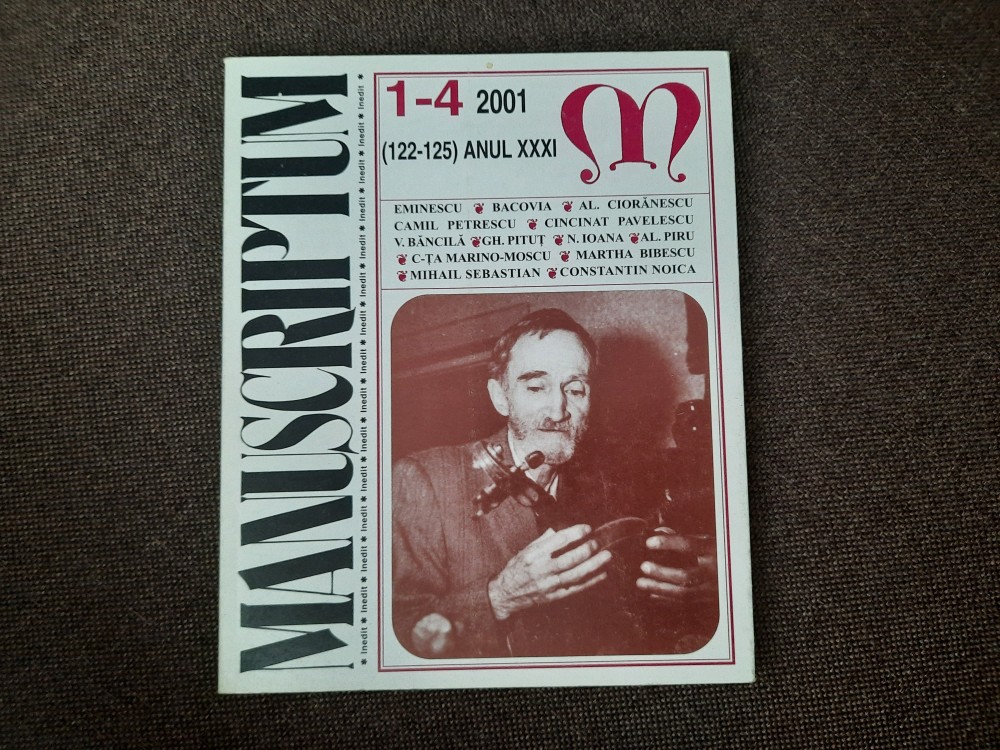 MANUSCRIPTUM
* Inedit * Inedit * Inedit * Inedit * Inedit * Inedit * Inedit * Inedit * Inedit * Inedit * Inedit * Inedit * Inedit * Inedit *
1-4 2001
M
(122-125) ANUL XXXI
EMINESCU ❦ BACOVIA ❦ AL. CIORĂNESCU
CAMIL PETRESCU ❦ CINCINAT PAVELESCU
V. BĂNCILĂ ❦GH. PITUȚ ❦ N. IOANA ❦AL. PIRU
❦ C-ȚA MARINO-MOSCU ❦ MARTHA BIBESCU
❦MIHAIL SEBASTIAN ❦CONSTANTIN NOICA